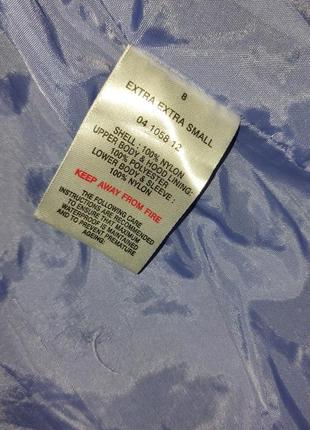 8
EXTRA EXTRA SMALL
04 1058 12
SHELL: 100% NYLON
UPPER BODY & HOOD LINING:
100% POLYESTER
LOWER BODY & SLEEVE :
100% NYLON
KEEP AWAY FROM FIRE
THE FOLLOWING CARE
INSTRUCTIONS ARE RECOMMENDED
TO ENSURE THAT MAXIMUM
WATERPROOF IS MAINTAINED
AND TO PREVENT PREMATURE
AGEING.